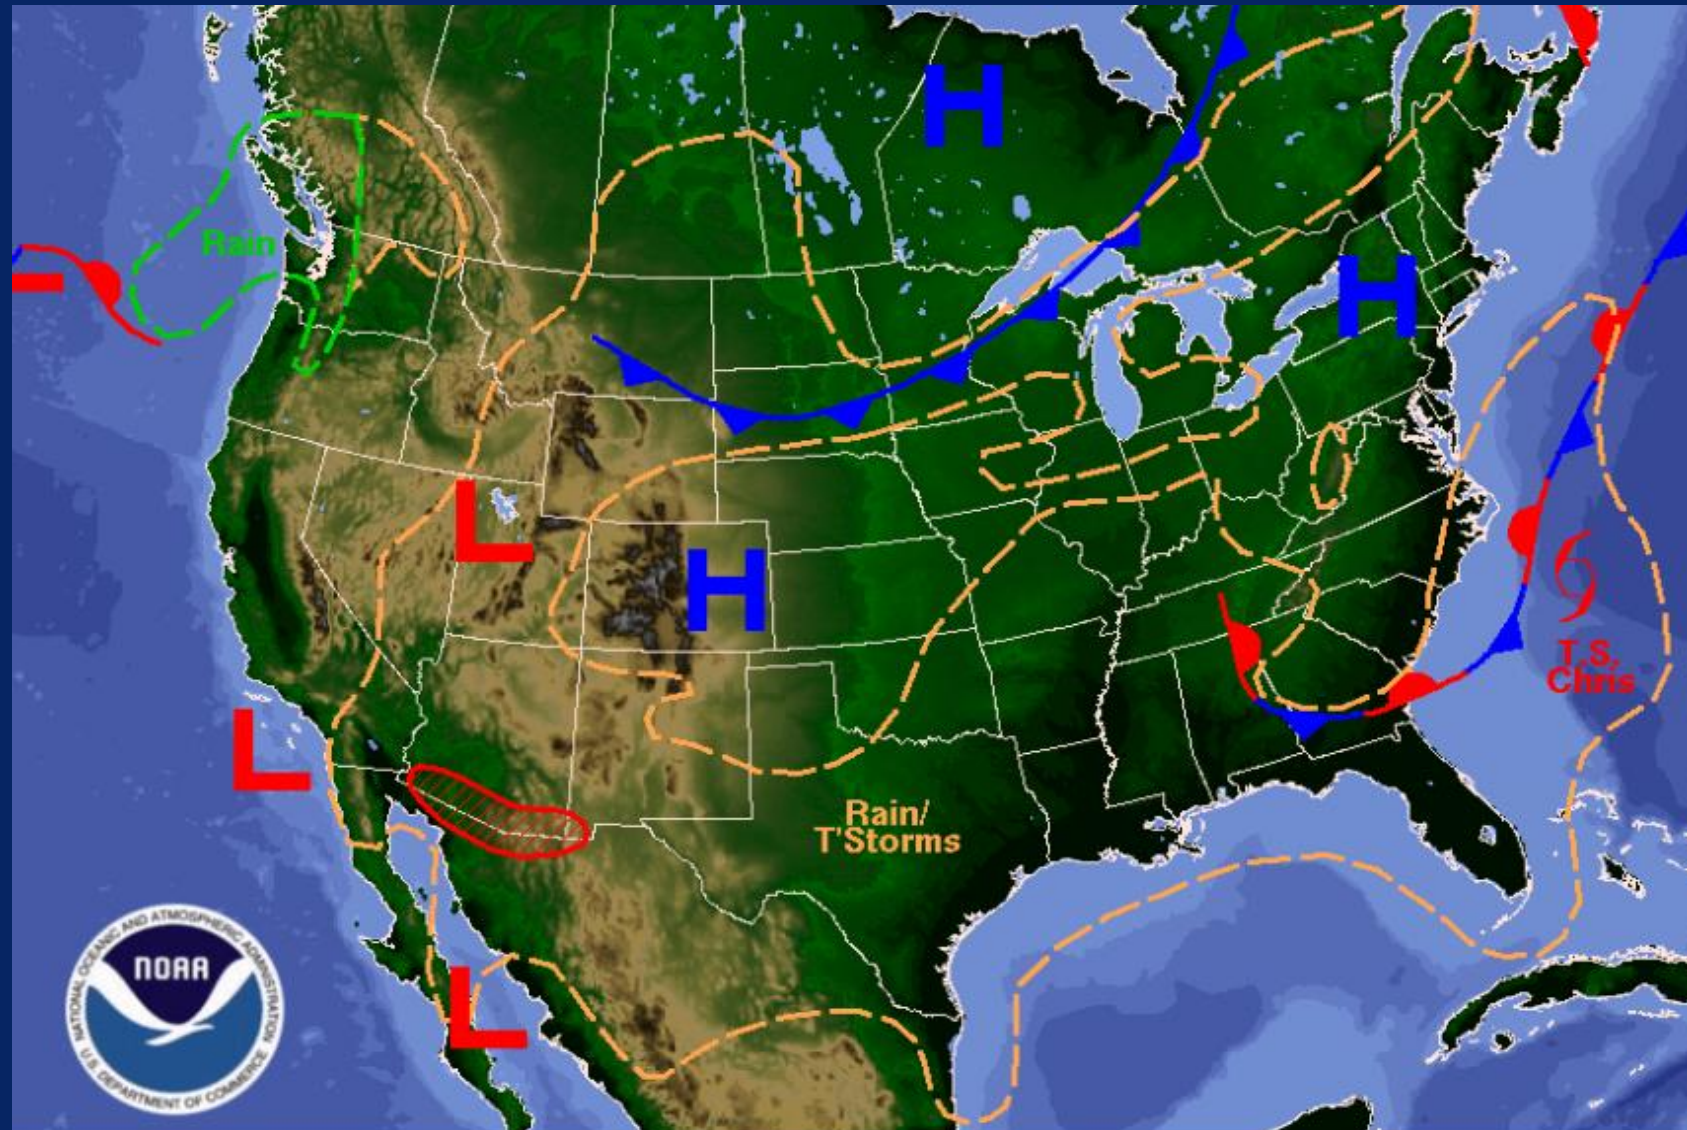 H
Rain
H
L
H
T.S.
Chris
L
Rain/
T'Storms
L
NATIONAL OCEANIC AND ATMOSPHERIC ADMINISTRATION
NOAA
U.S. DEPARTMENT OF COMMERCE